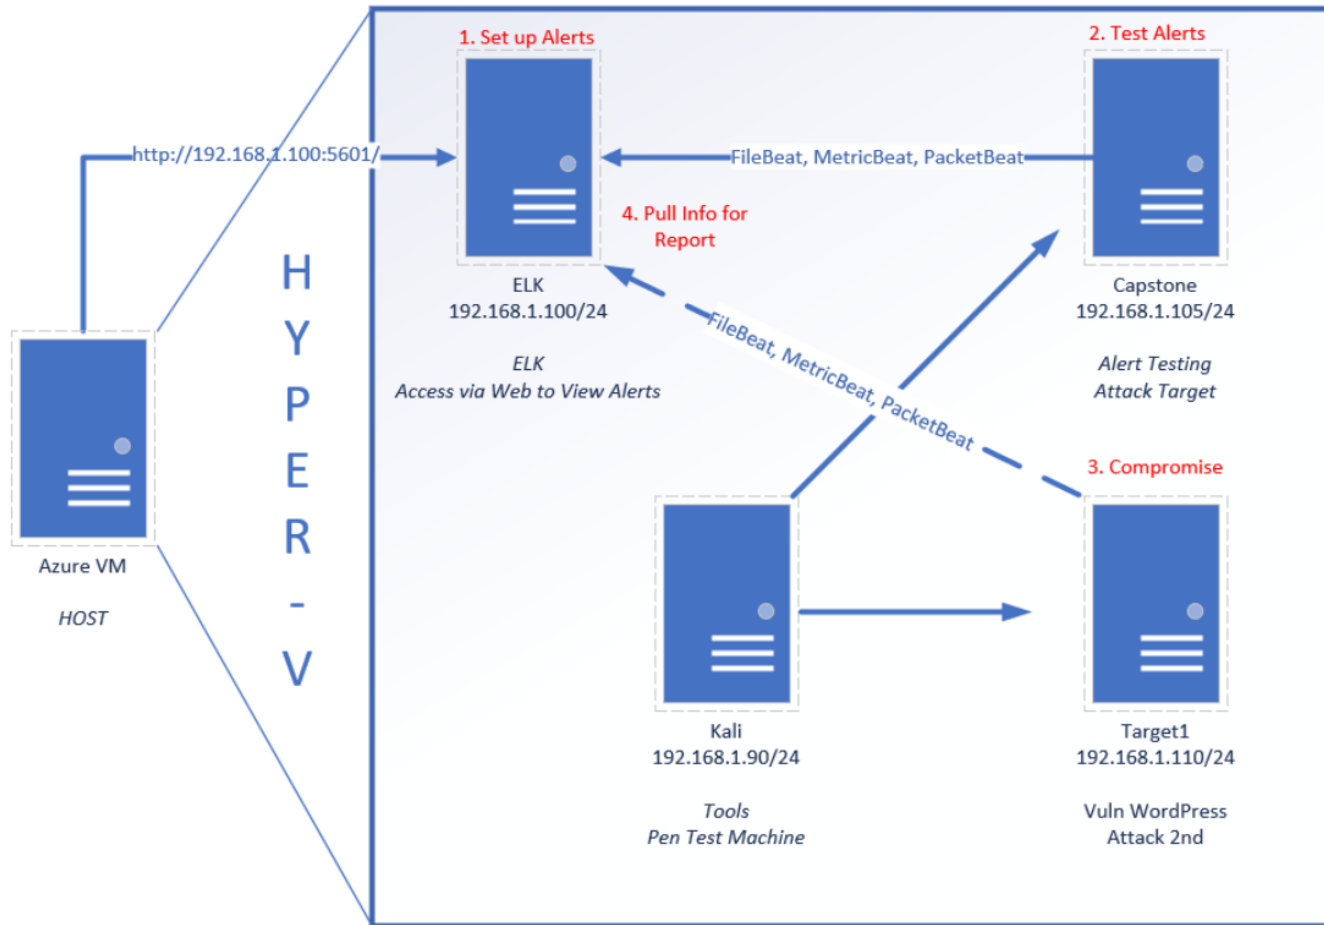 1. Set up Alerts
2. Test Alerts
http://192.168.1.100:5601/
FileBeat, MetricBeat, PacketBeat
4. Pull Info for
Report
HYPER-V
ELK
192.168.1.100/24
ELK
Access via Web to View Alerts
Capstone
192.168.1.105/24
Alert Testing
Attack Target
FileBeat, MetricBeat, PacketBeat
3. Compromise
Azure VM
HOST
Kali
192.168.1.90/24
Tools
Pen Test Machine
Target1
192.168.1.110/24
Vuln WordPress
Attack 2nd